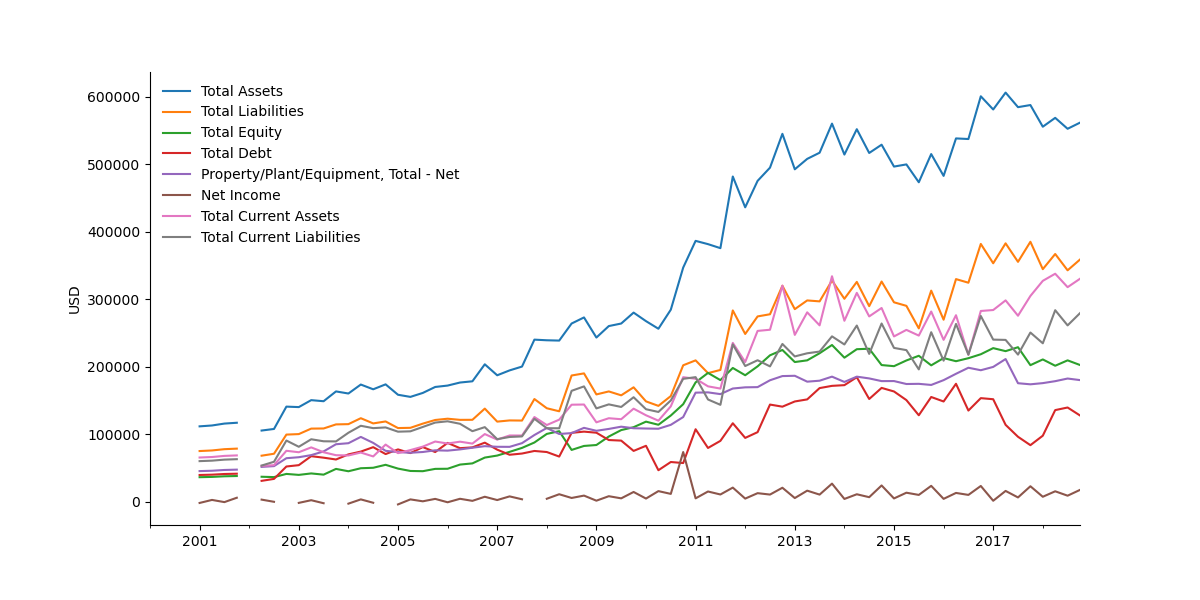 600000
500000
400000
300000
200000
100000
0
USD
Total Assets
Total Liabilities
Total Equity
Total Debt
Property/Plant/Equipment, Total - Net
Net Income
Total Current Assets
Total Current Liabilities
2001 2003 2005 2007 2009 2011 2013 2015 2017